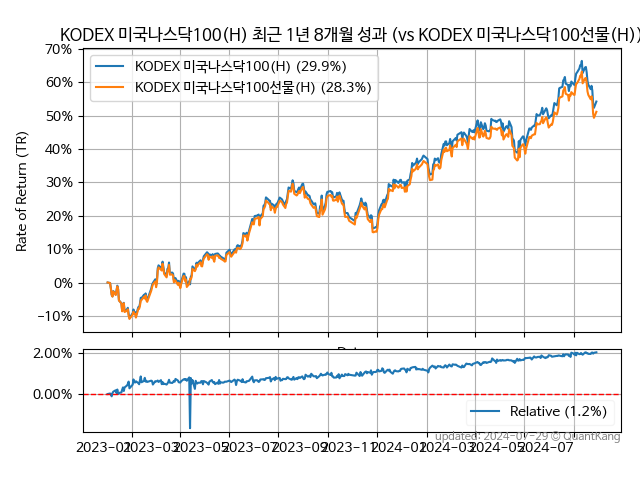 KODEX 미국나스닥100(H) 최근 1년 8개월 성과 (vs KODEX 미국나스닥100선물(H))
70%
KODEX 미국나스닥100(H) (29.9%)
KODEX 미국나스닥100선물(H) (28.3%)
60%
50%
40%
30%
20%
10%
0%
−10%
Rate of Return (TR)
2.00%
0.00%
Relative (1.2%)
updated: 2024-07-29 © QuantKang
2023-01 2023-03 2023-05 2023-07 2023-09 2023-11 2024-01 2024-03 2024-05 2024-07